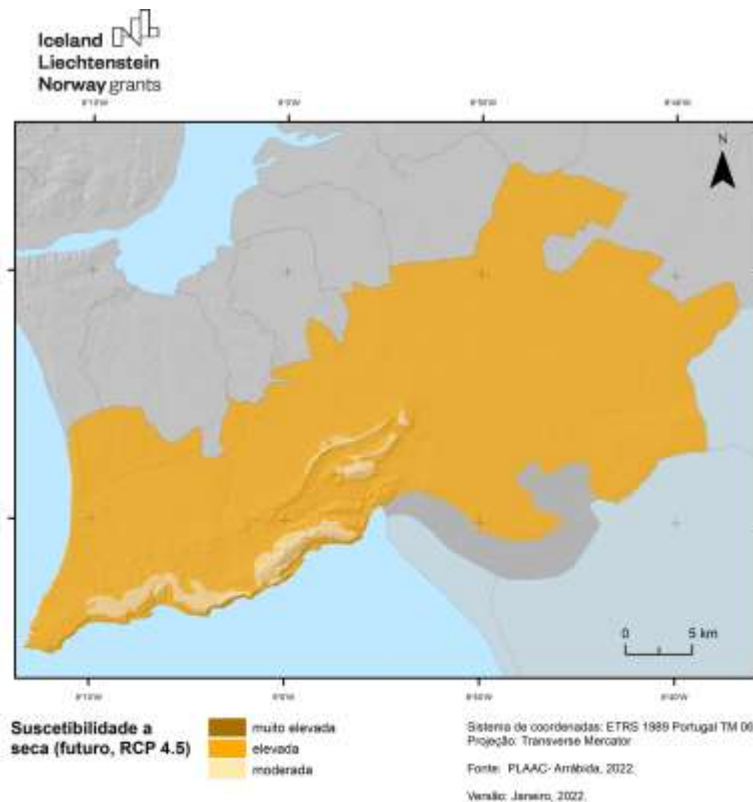 Iceland
Liechtenstein
Norway grants
N
0 5 km
Suscetibilidade a
seca (futuro, RCP 4.5)
muito elevada
elevada
moderada
Sistema de coordenadas: ETRS 1989 Portugal TM 06
Projeção: Transverse Mercator
Fonte: PLAAC- Arrábida, 2022.
Versão: Janeiro, 2022.